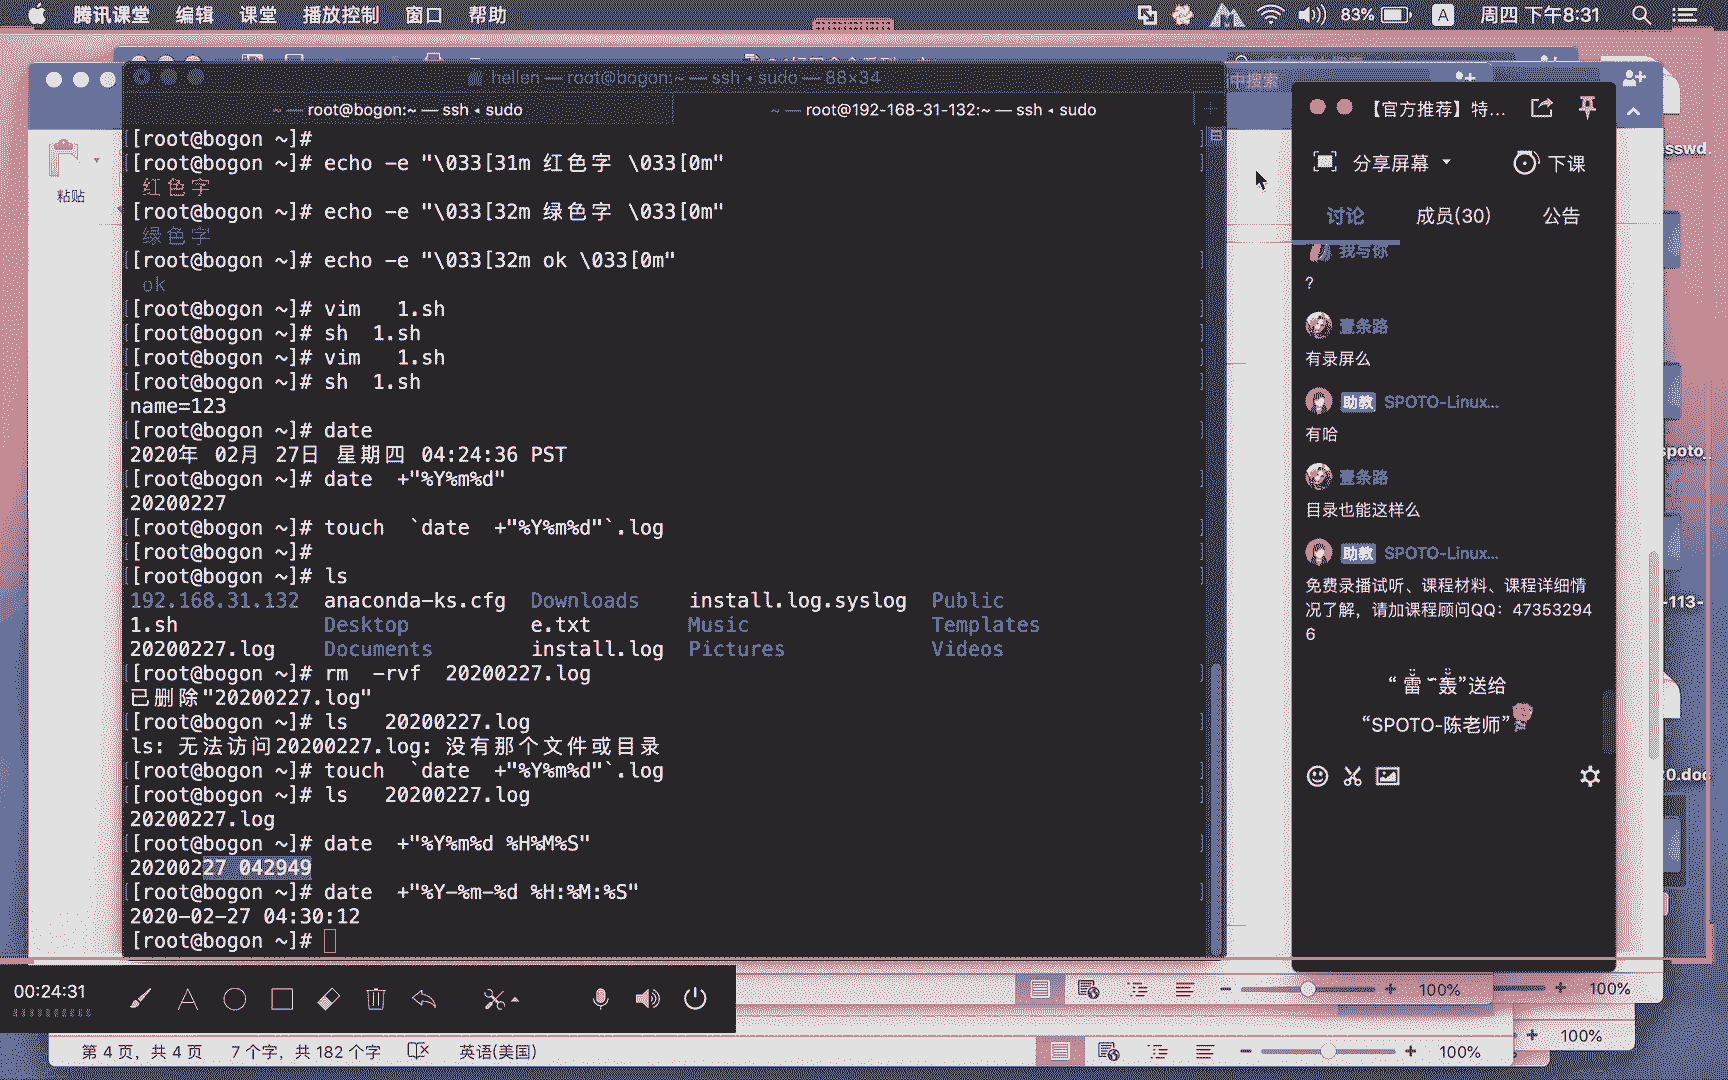 腾讯课堂 编辑 课堂 播放控制 窗口 帮助
83% A 周四 下午8:31
hellen — root@bogon:~ — ssh ◂ sudo — 88×34
~ — root@bogon:~ — ssh ◂ sudo
~ — root@192-168-31-132:~ — ssh ◂ sudo
[root@bogon ~]#
[root@bogon ~]# echo -e "\033[31m 红色字 \033[0m"
红色字
[root@bogon ~]# echo -e "\033[32m 绿色字 \033[0m"
绿色字
[root@bogon ~]# echo -e "\033[32m ok \033[0m"
ok
[root@bogon ~]# vim   1.sh
[root@bogon ~]# sh  1.sh
[root@bogon ~]# vim   1.sh
[root@bogon ~]# sh  1.sh
name=123
[root@bogon ~]# date
2020年 02月 27日 星期四 04:24:36 PST
[root@bogon ~]# date  +"%Y%m%d"
20200227
[root@bogon ~]# touch  `date  +"%Y%m%d"`.log
[root@bogon ~]#
[root@bogon ~]# ls
192.168.31.132  anaconda-ks.cfg  Downloads    install.log.syslog  Public
1.sh            Desktop          e.txt        Music               Templates
20200227.log    Documents        install.log  Pictures            Videos
[root@bogon ~]# rm  -rvf  20200227.log
已删除"20200227.log"
[root@bogon ~]# ls   20200227.log
ls: 无法访问20200227.log: 没有那个文件或目录
[root@bogon ~]# touch  `date  +"%Y%m%d"`.log
[root@bogon ~]# ls   20200227.log
20200227.log
[root@bogon ~]# date  +"%Y%m%d %H%M%S"
20200227 042949
[root@bogon ~]# date  +"%Y-%m-%d %H:%M:%S"
2020-02-27 04:30:12
[root@bogon ~]#
粘贴
中搜索
【官方推荐】特...
分享屏幕 下课
讨论 成员(30) 公告
我与你
?
壹条路
有录屏么
助教 SPOTO-Linux...
有哈
壹条路
目录也能这样么
助教 SPOTO-Linux...
免费录播试听、课程材料、课程详细情
况了解，请加课程顾问QQ：47353294
6
“SPOTO-陈老师”
sswd.
spoto_
-113-
0.doc
00:24:31
100% 100%
100%
第 4 页，共 4 页 7 个字，共 182 个字 英语(美国) 100%